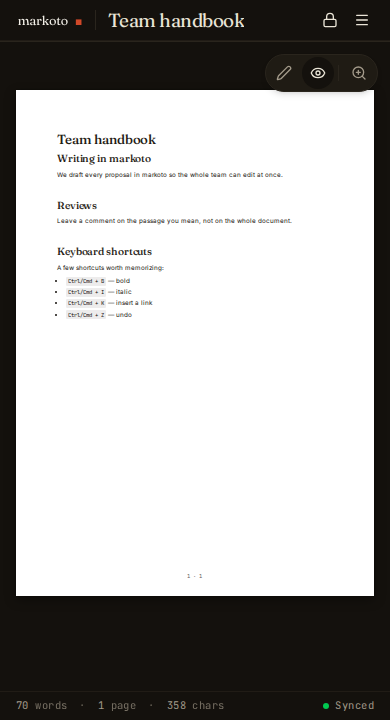 markoto
Team handbook
Team handbook
Writing in markoto
We draft every proposal in markoto so the whole team can edit at once.
Reviews
Leave a comment on the passage you mean, not on the whole document.
Keyboard shortcuts
A few shortcuts worth memorizing:
• Ctrl/Cmd + B — bold
• Ctrl/Cmd + I — italic
• Ctrl/Cmd + K — insert a link
• Ctrl/Cmd + Z — undo
1 - 1
70 words · 1 page · 358 chars
Synced